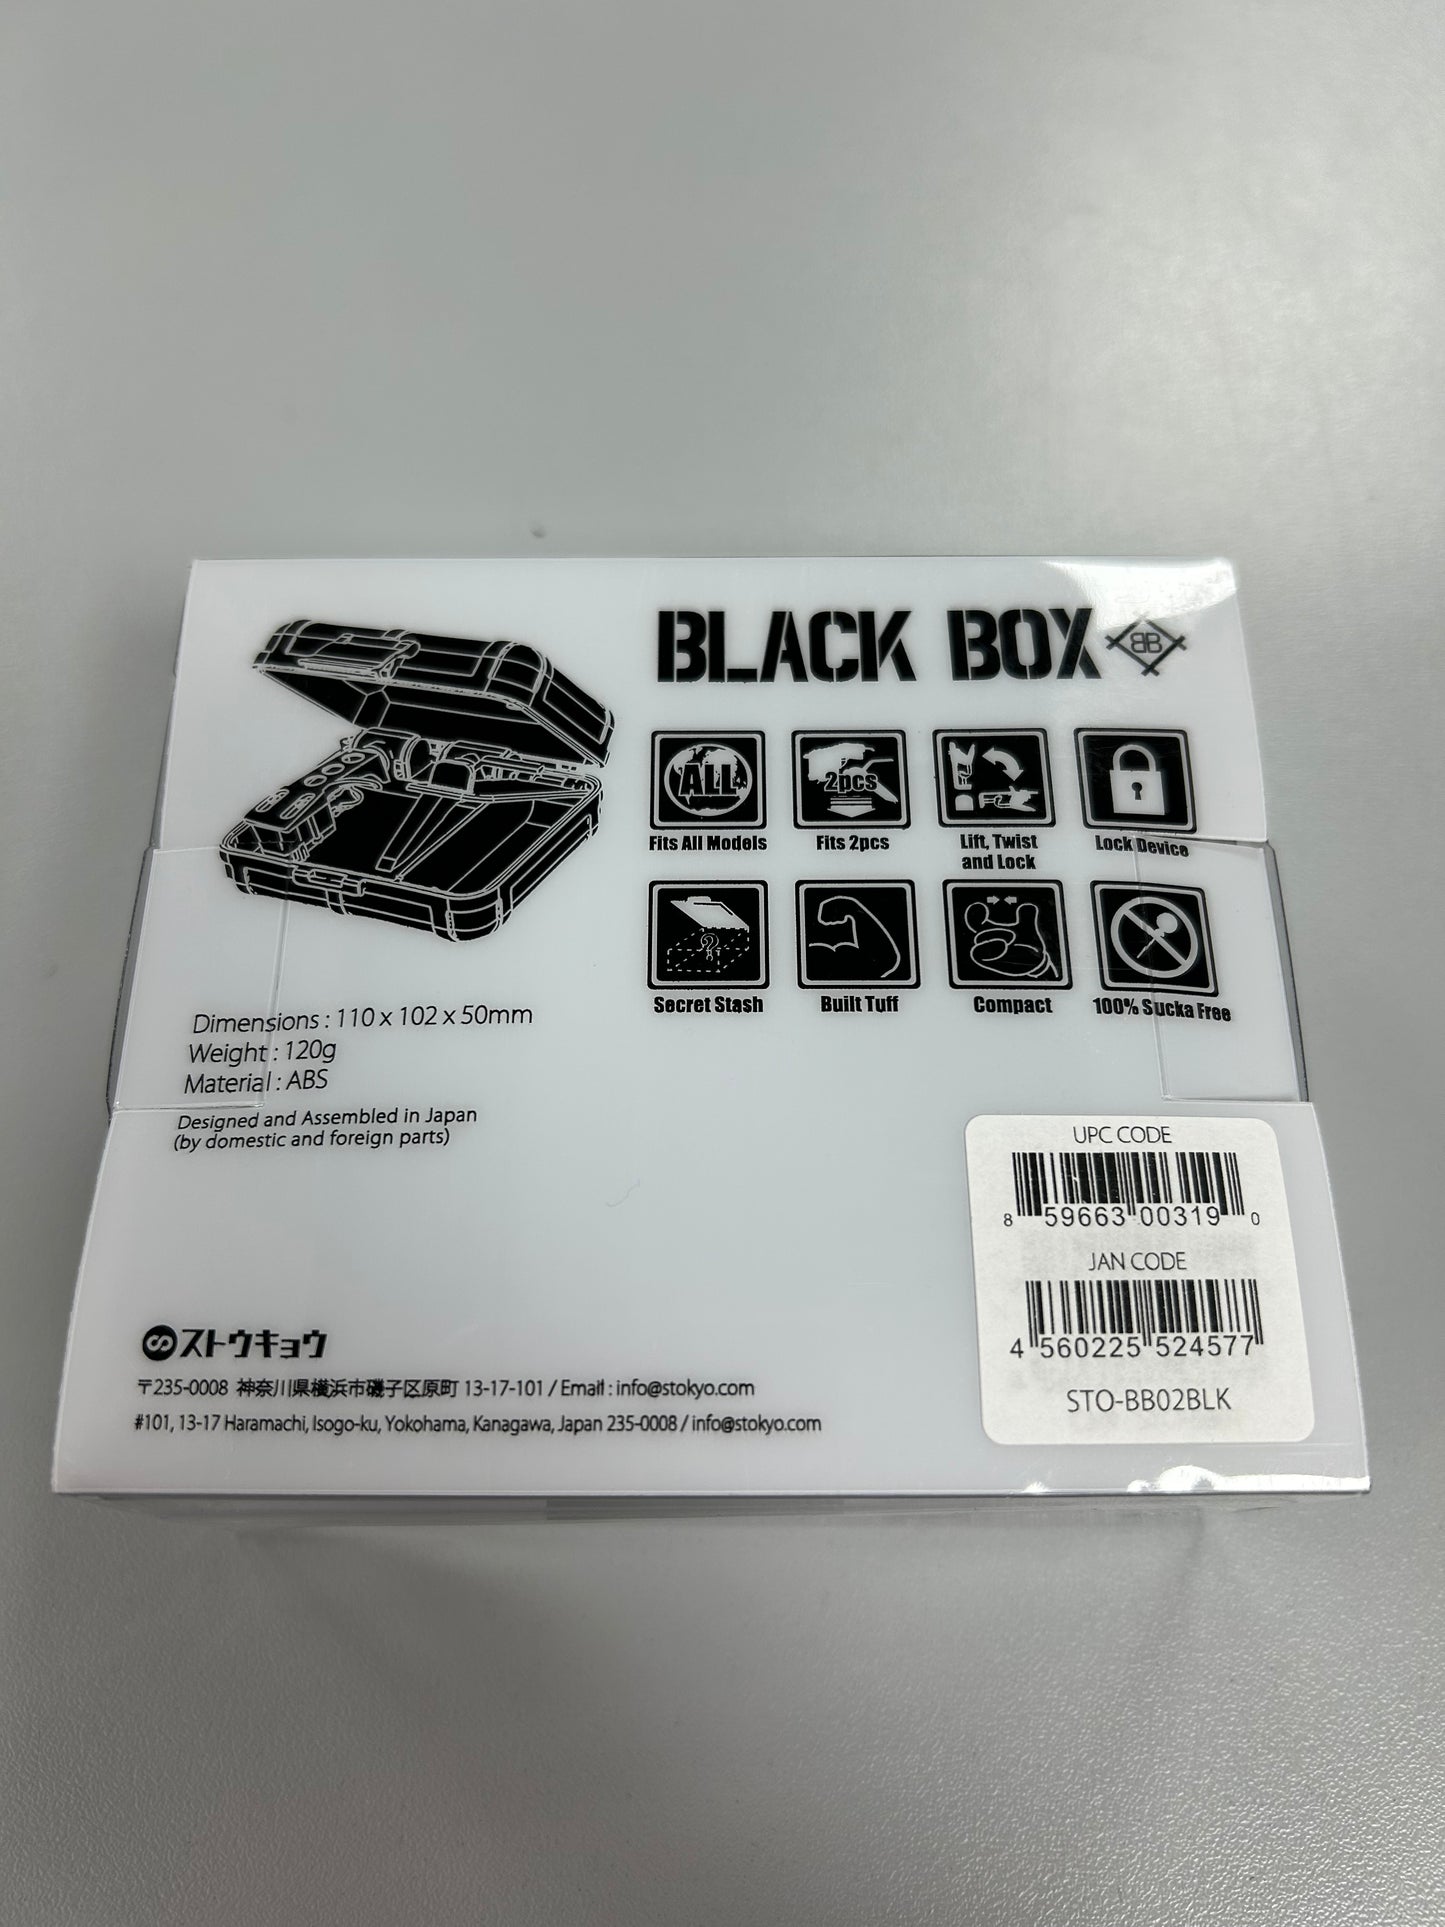 BLACK BOX
BB
ALL
2pcs
Fits All Models
Fits 2pcs
Lift, Twist
and Lock
Lock Device
?
Secret Stash
Built Tuff
Compact
100% Sucka Free
Dimensions : 110 x 102 x 50mm
Weight : 120g
Material : ABS
Designed and Assembled in Japan
(by domestic and foreign parts)
UPC CODE
8 59663 00319 0
JAN CODE
4 560225 524577
STO-BB02BLK
ストウキョウ
〒235-0008 神奈川県横浜市磯子区原町 13-17-101 / Email : info@stokyo.com
#101, 13-17 Haramachi, Isogo-ku, Yokohama, Kanagawa, Japan 235-0008 / info@stokyo.com